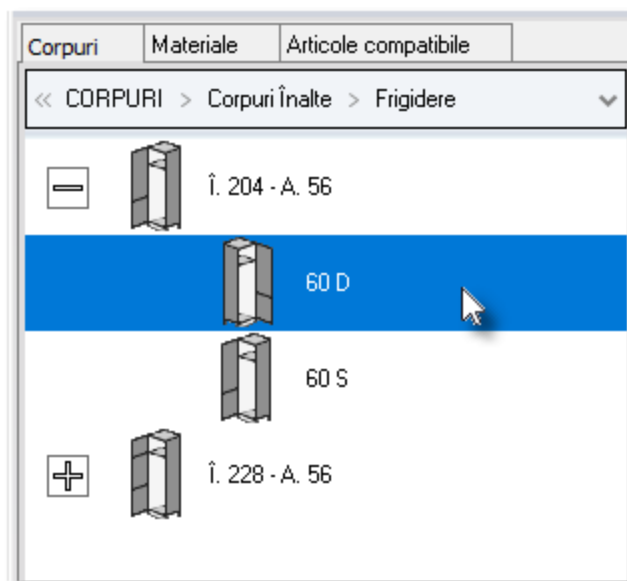 Corpuri Materiale Articole compatibile
« CORPURI > Corpuri Înalte > Frigidere
Î. 204 - A. 56
60 D
60 S
Î. 228 - A. 56